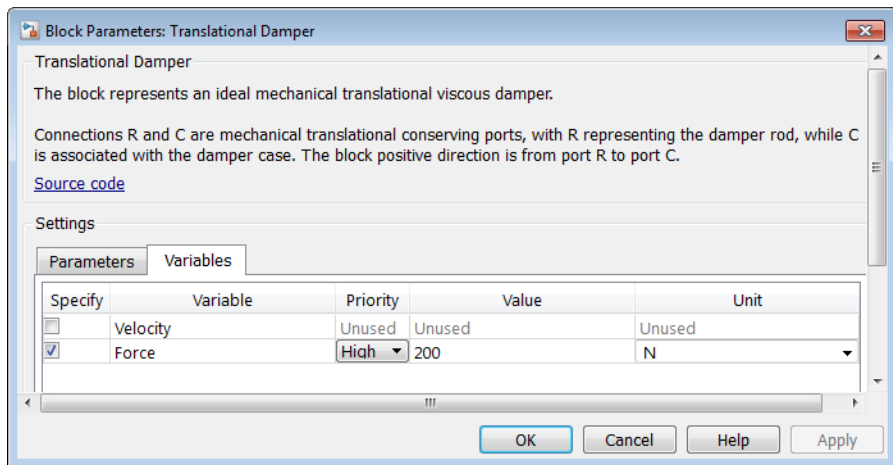 Block Parameters: Translational Damper
Translational Damper
The block represents an ideal mechanical translational viscous damper.
Connections R and C are mechanical translational conserving ports, with R representing the damper rod, while C
is associated with the damper case. The block positive direction is from port R to port C.
Source code
Settings
Parameters Variables
Specify Variable Priority Value Unit
Velocity Unused Unused Unused
Force High 200 N
OK Cancel Help Apply